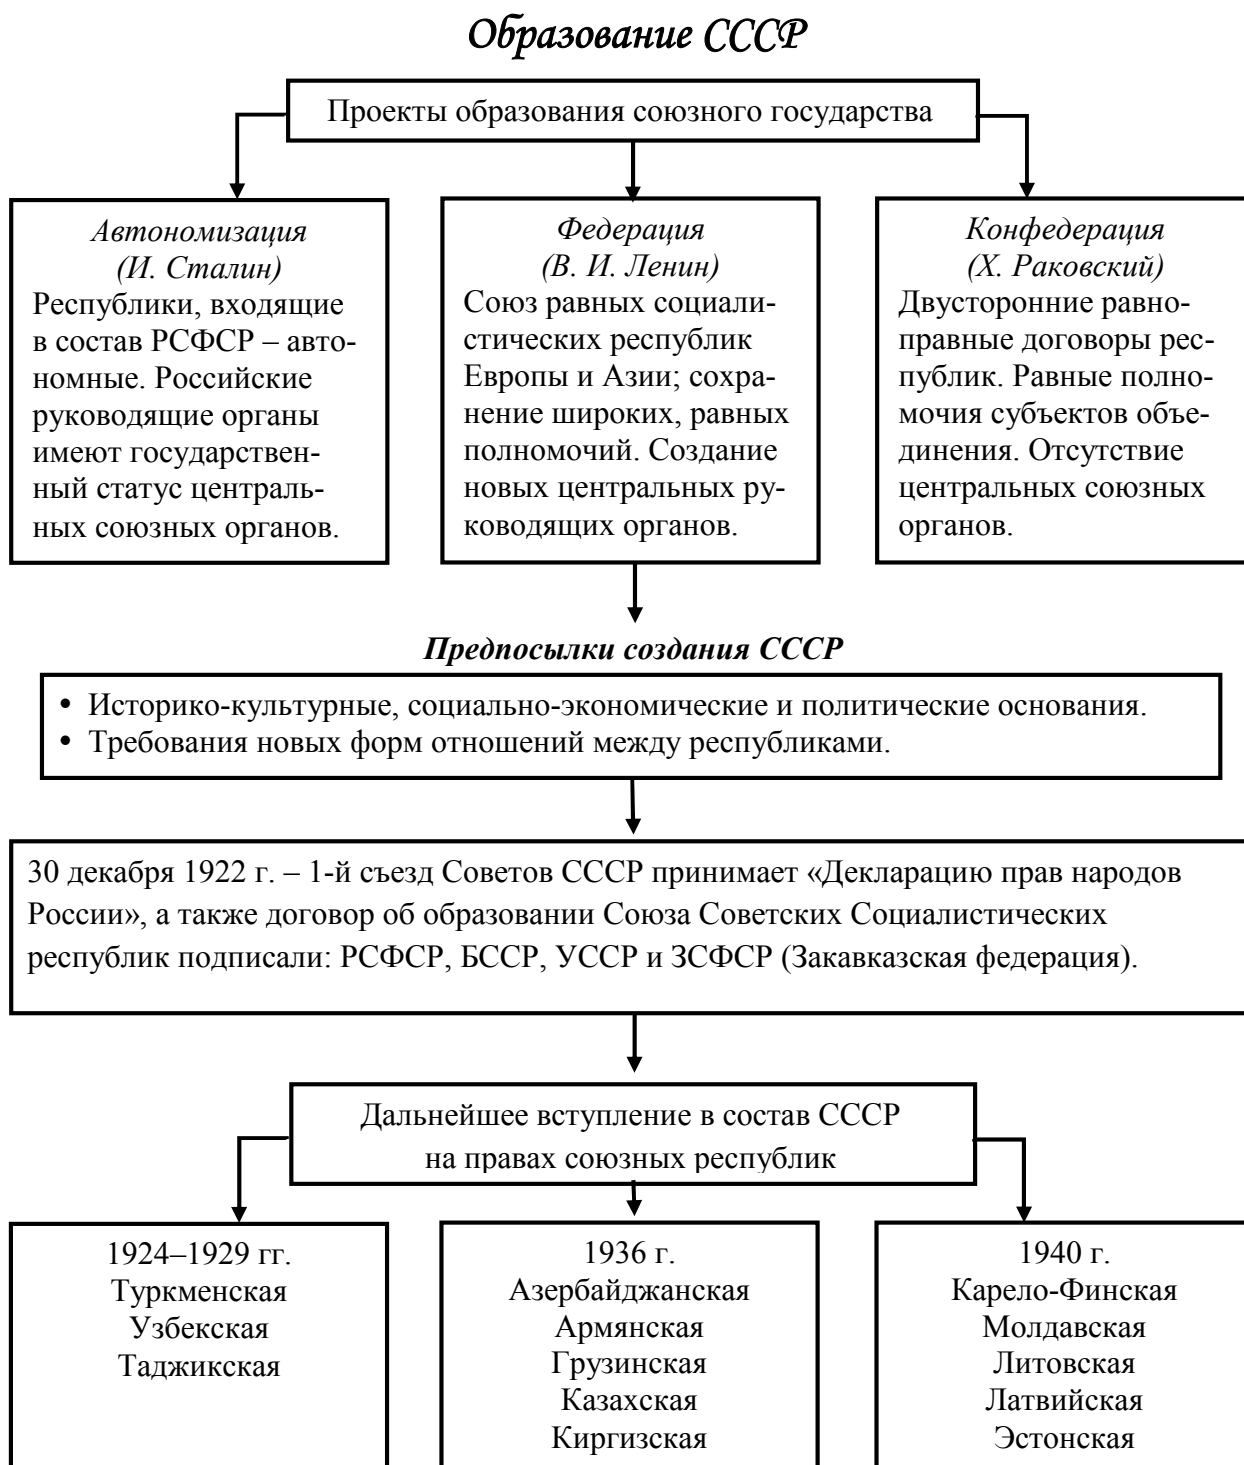 Образование СССР
Проекты образования союзного государства
Автономизация
(И. Сталин)
Республики, входящие
в состав РСФСР – авто-
номные. Российские
руководящие органы
имеют государствен-
ный статус централь-
ных союзных органов.
Федерация
(В. И. Ленин)
Союз равных социали-
стических республик
Европы и Азии; сохра-
нение широких, равных
полномочий. Создание
новых центральных ру-
ководящих органов.
Конфедерация
(Х. Раковский)
Двусторонние равно-
правные договоры рес-
публик. Равные полно-
мочия субъектов объе-
динения. Отсутствие
центральных союзных
органов.
Предпосылки создания СССР
• Историко-культурные, социально-экономические и политические основания.
• Требования новых форм отношений между республиками.
30 декабря 1922 г. – 1-й съезд Советов СССР принимает «Декларацию прав народов
России», а также договор об образовании Союза Советских Социалистических
республик подписали: РСФСР, БССР, УССР и ЗСФСР (Закавказская федерация).
Дальнейшее вступление в состав СССР
на правах союзных республик
1924–1929 гг.
Туркменская
Узбекская
Таджикская
1936 г.
Азербайджанская
Армянская
Грузинская
Казахская
Киргизская
1940 г.
Карело-Финская
Молдавская
Литовская
Латвийская
Эстонская